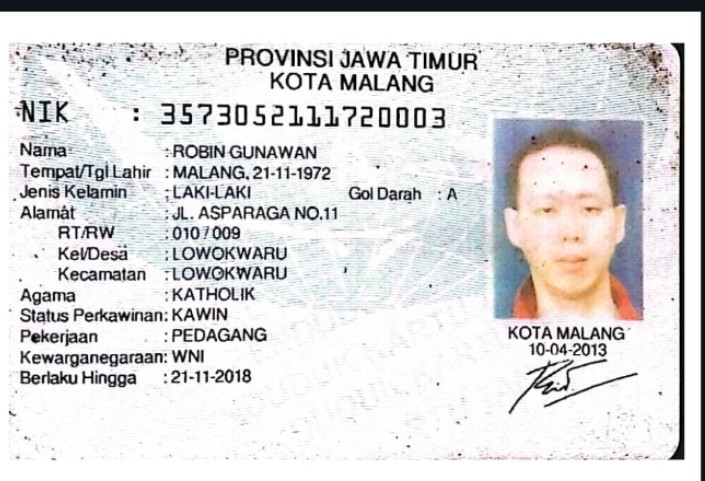 PROVINSI JAWA TIMUR
KOTA MALANG
NIK : 3573052111720003
Nama : ROBIN GUNAWAN
Tempat/Tgl Lahir : MALANG, 21-11-1972
Jenis Kelamin : LAKI-LAKI Gol Darah : A
Alamat : JL. ASPARAGA NO.11
RT/RW : 010 / 009
Kel/Desa : LOWOKWARU
Kecamatan : LOWOKWARU
Agama : KATHOLIK
Status Perkawinan: KAWIN
Pekerjaan : PEDAGANG
Kewarganegaraan: WNI
Berlaku Hingga : 21-11-2018
KOTA MALANG
10-04-2013